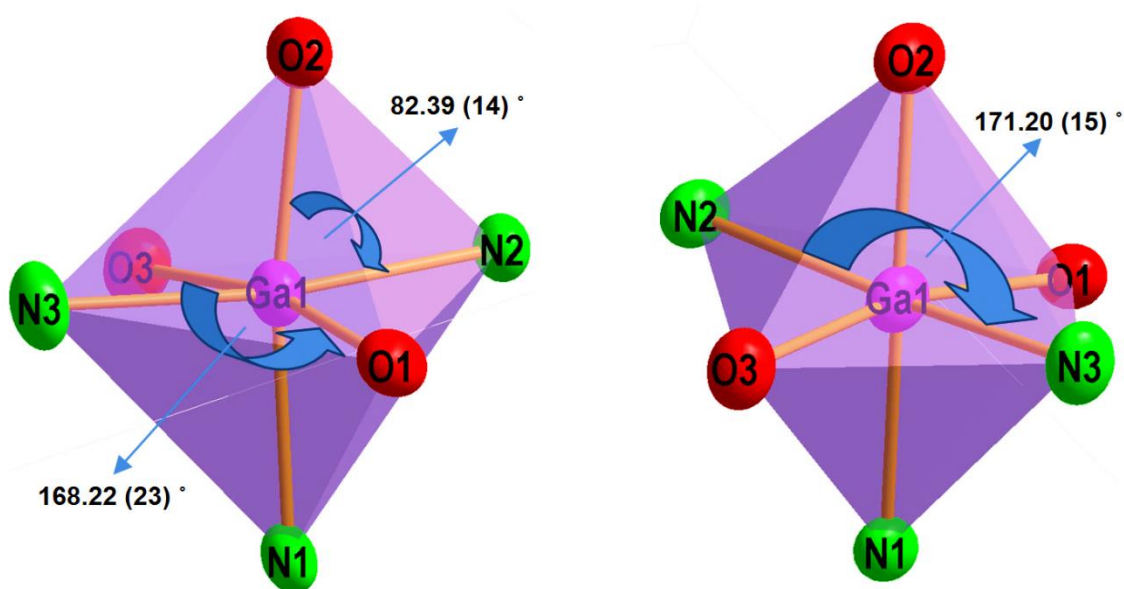 O2
82.39 (14) °
N2
O3
Ga1
N3
O1
168.22 (23) °
N1
O2
171.20 (15) °
N2
Ga1
O1
O3
N3
N1